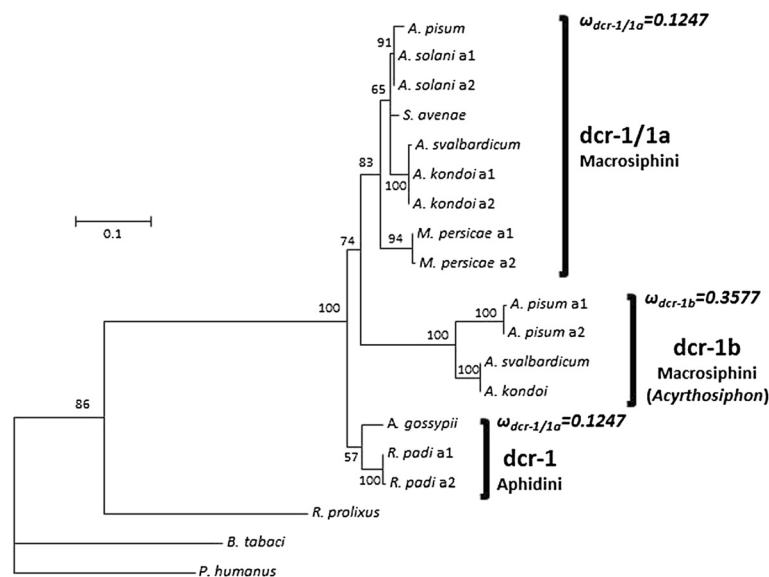 A. pisum
ω dcr-1/1a=0.1247
91
A. solani a1
65
A. solani a2
S. avenae
dcr-1/1a
Macrosiphini
A. svalbardicum
83
A. kondoi a1
100
A. kondoi a2
0.1
74
94
M. persicae a1
M. persicae a2
100
A. pisum a1
ω dcr-1b=0.3577
100
A. pisum a2
100
dcr-1b
A. svalbardicum
Macrosiphini
100
A. kondoi
(Acyrthosiphon)
86
A. gossypii
ω dcr-1/1a=0.1247
57
R. padi a1
dcr-1
100
R. padi a2
Aphidini
R. prolixus
B. tabaci
P. humanus